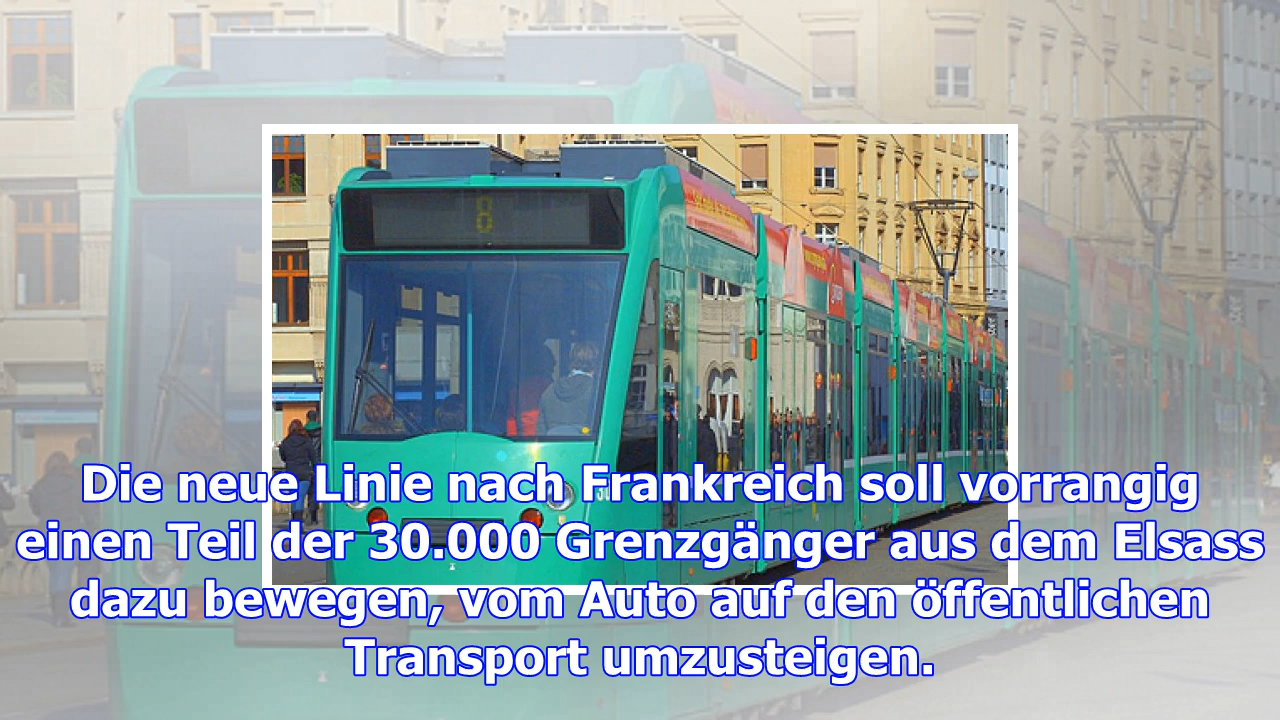 8
Die neue Linie nach Frankreich soll vorrangig
einen Teil der 30.000 Grenzgänger aus dem Elsass
dazu bewegen, vom Auto auf den öffentlichen
Transport umzusteigen.